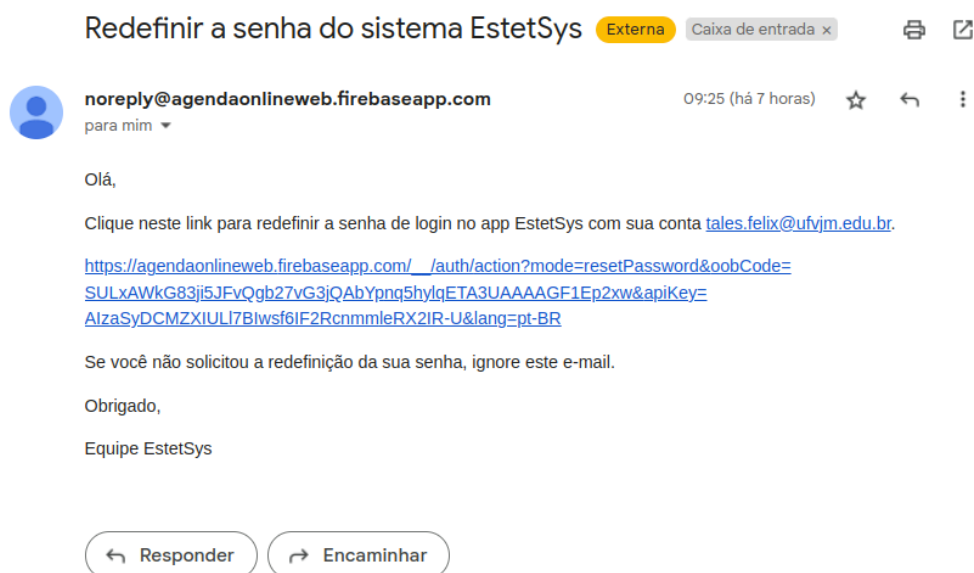 Redefinir a senha do sistema EstetSys Externa Caixa de entrada ×
noreply@agendaonlineweb.firebaseapp.com 09:25 (há 7 horas)
para mim
Olá,
Clique neste link para redefinir a senha de login no app EstetSys com sua conta tales.felix@ufvjm.edu.br.
https://agendaonlineweb.firebaseapp.com/__/auth/action?mode=resetPassword&oobCode=
SULxAWkG83ji5JFvQgb27vG3jQAbYpnq5hylqETA3UAAAAGF1Ep2xw&apiKey=
AIzaSyDCMZXIULl7BIwsf6IF2RcnmmleRX2IR-U&lang=pt-BR
Se você não solicitou a redefinição da sua senha, ignore este e-mail.
Obrigado,
Equipe EstetSys
Responder Encaminhar